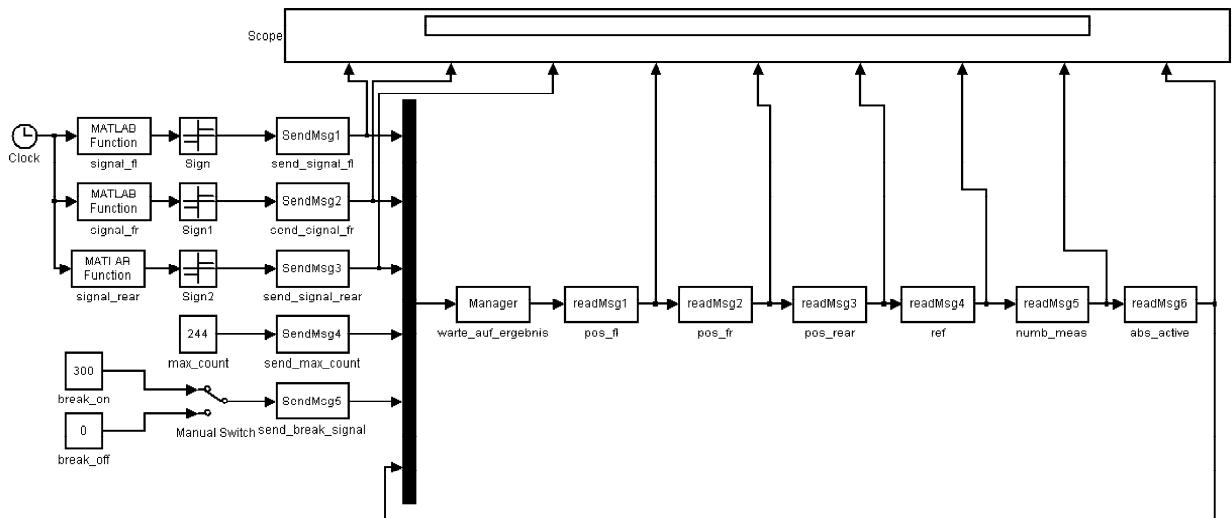 Scope
Clock
MATLAB
Function
signal_fl
Sign
SendMsg1
send_signal_fl
MATLAB
Function
signal_fr
Sign1
SendMsg2
send_signal_fr
MATLAB
Function
signal_rear
Sign2
SendMsg3
send_signal_rear
244
max_count
SendMsg4
send_max_count
300
break_on
0
break_off
Manual Switch
SendMsg5
send_break_signal
Manager
warte_auf_ergebnis
readMsg1
pos_fl
readMsg2
pos_fr
readMsg3
pos_rear
readMsg4
ref
readMsg5
numb_meas
readMsg6
abs_active